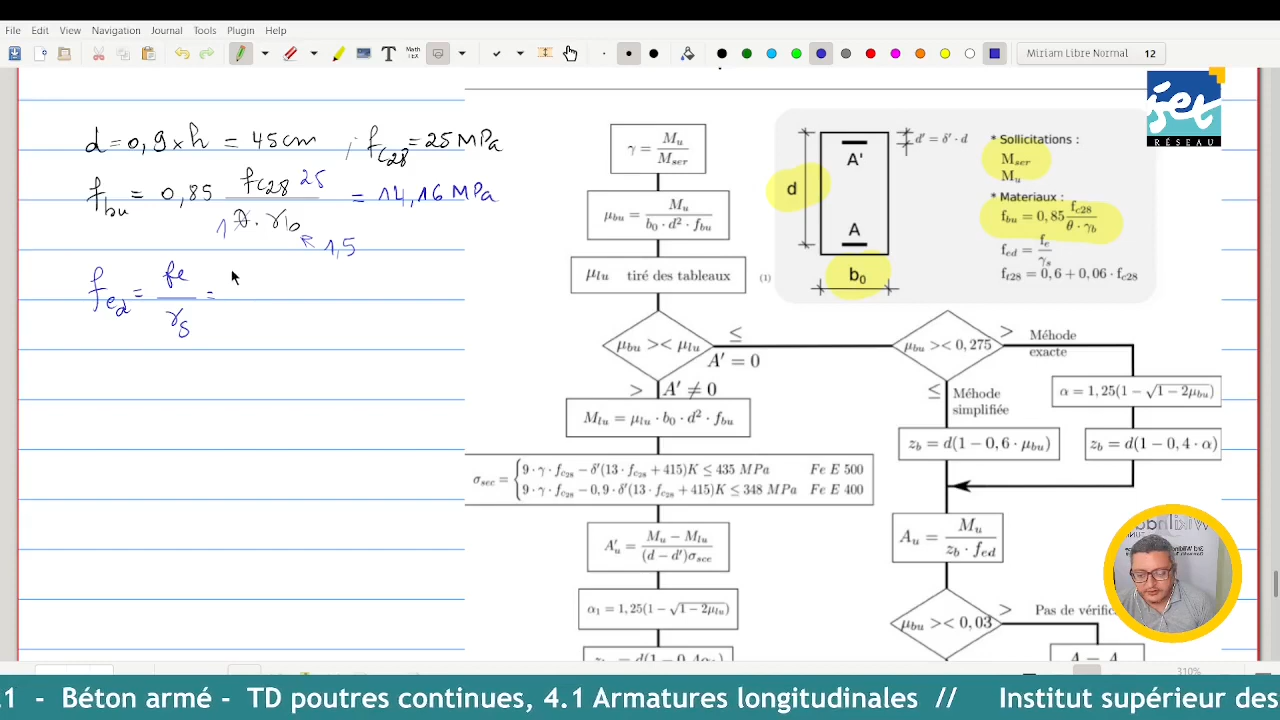 File Edit View Navigation Journal Tools Plugin Help
Miriam Libre Normal 12
d = 0,9 x h = 45 cm ; fc28 = 25 MPa
fbu = 0,85 fc28 25 / 1 θ · γb = 14,16 MPa
1,5
fed = fe / γs =
γ = Mu / Mser
μbu = Mu / b0 · d² · fbu
μlu tiré des tableaux (1)
μbu >< μlu
≤
A' = 0
> A' ≠ 0
Mlu = μlu · b0 · d² · fbu
σsec = { 9 · γ · fc28 − δ'(13 · fc28 + 415)K ≤ 435 MPa Fe E 500
9 · γ · fc28 − 0,9 · δ'(13 · fc28 + 415)K ≤ 348 MPa Fe E 400
A'u = Mu − Mlu / (d − d')σsce
α1 = 1,25(1 − √1 − 2μlu)
d
A'
A
b0
d' = δ' · d
* Sollicitations :
Mser
Mu
* Materiaux :
fbu = 0,85 fc28 / θ · γb
fed = fe / γs
ft28 = 0,6 + 0,06 · fc28
iset
RÉSEAU
μbu >< 0,275
> Méhode
exacte
≤ Méhode
simplifiée
α = 1,25(1 − √1 − 2μbu)
zb = d(1 − 0,6 · μbu)
zb = d(1 − 0,4 · α)
Au = Mu / zb · fed
μbu >< 0,03
> Pas de vérific
310%
.1 - Béton armé - TD poutres continues, 4.1 Armatures longitudinales // Institut supérieur des